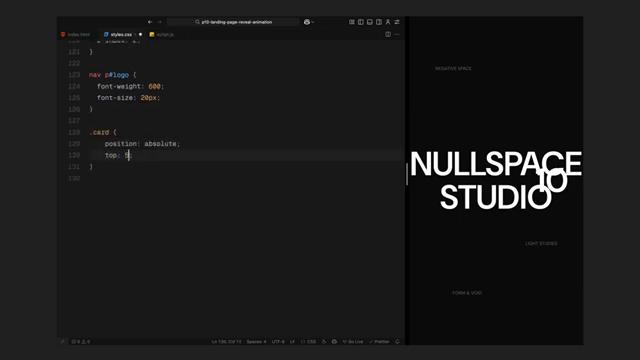 p10-landing-page-reveal-animation
index.html
styles.css
script.js
121 }
122
123 nav p#logo {
124 font-weight: 600;
125 font-size: 20px;
126 }
127
128 .card {
129 position: absolute;
130 top: 5;
131 }
132
NEGATIVE SPACE
NULLSPACE
10
STUDIO
LIGHT STUDIES
FORM & VOID
Ln 130, Col 12
Spaces: 4
UTF-8
LF
CSS
Go Live
Prettier